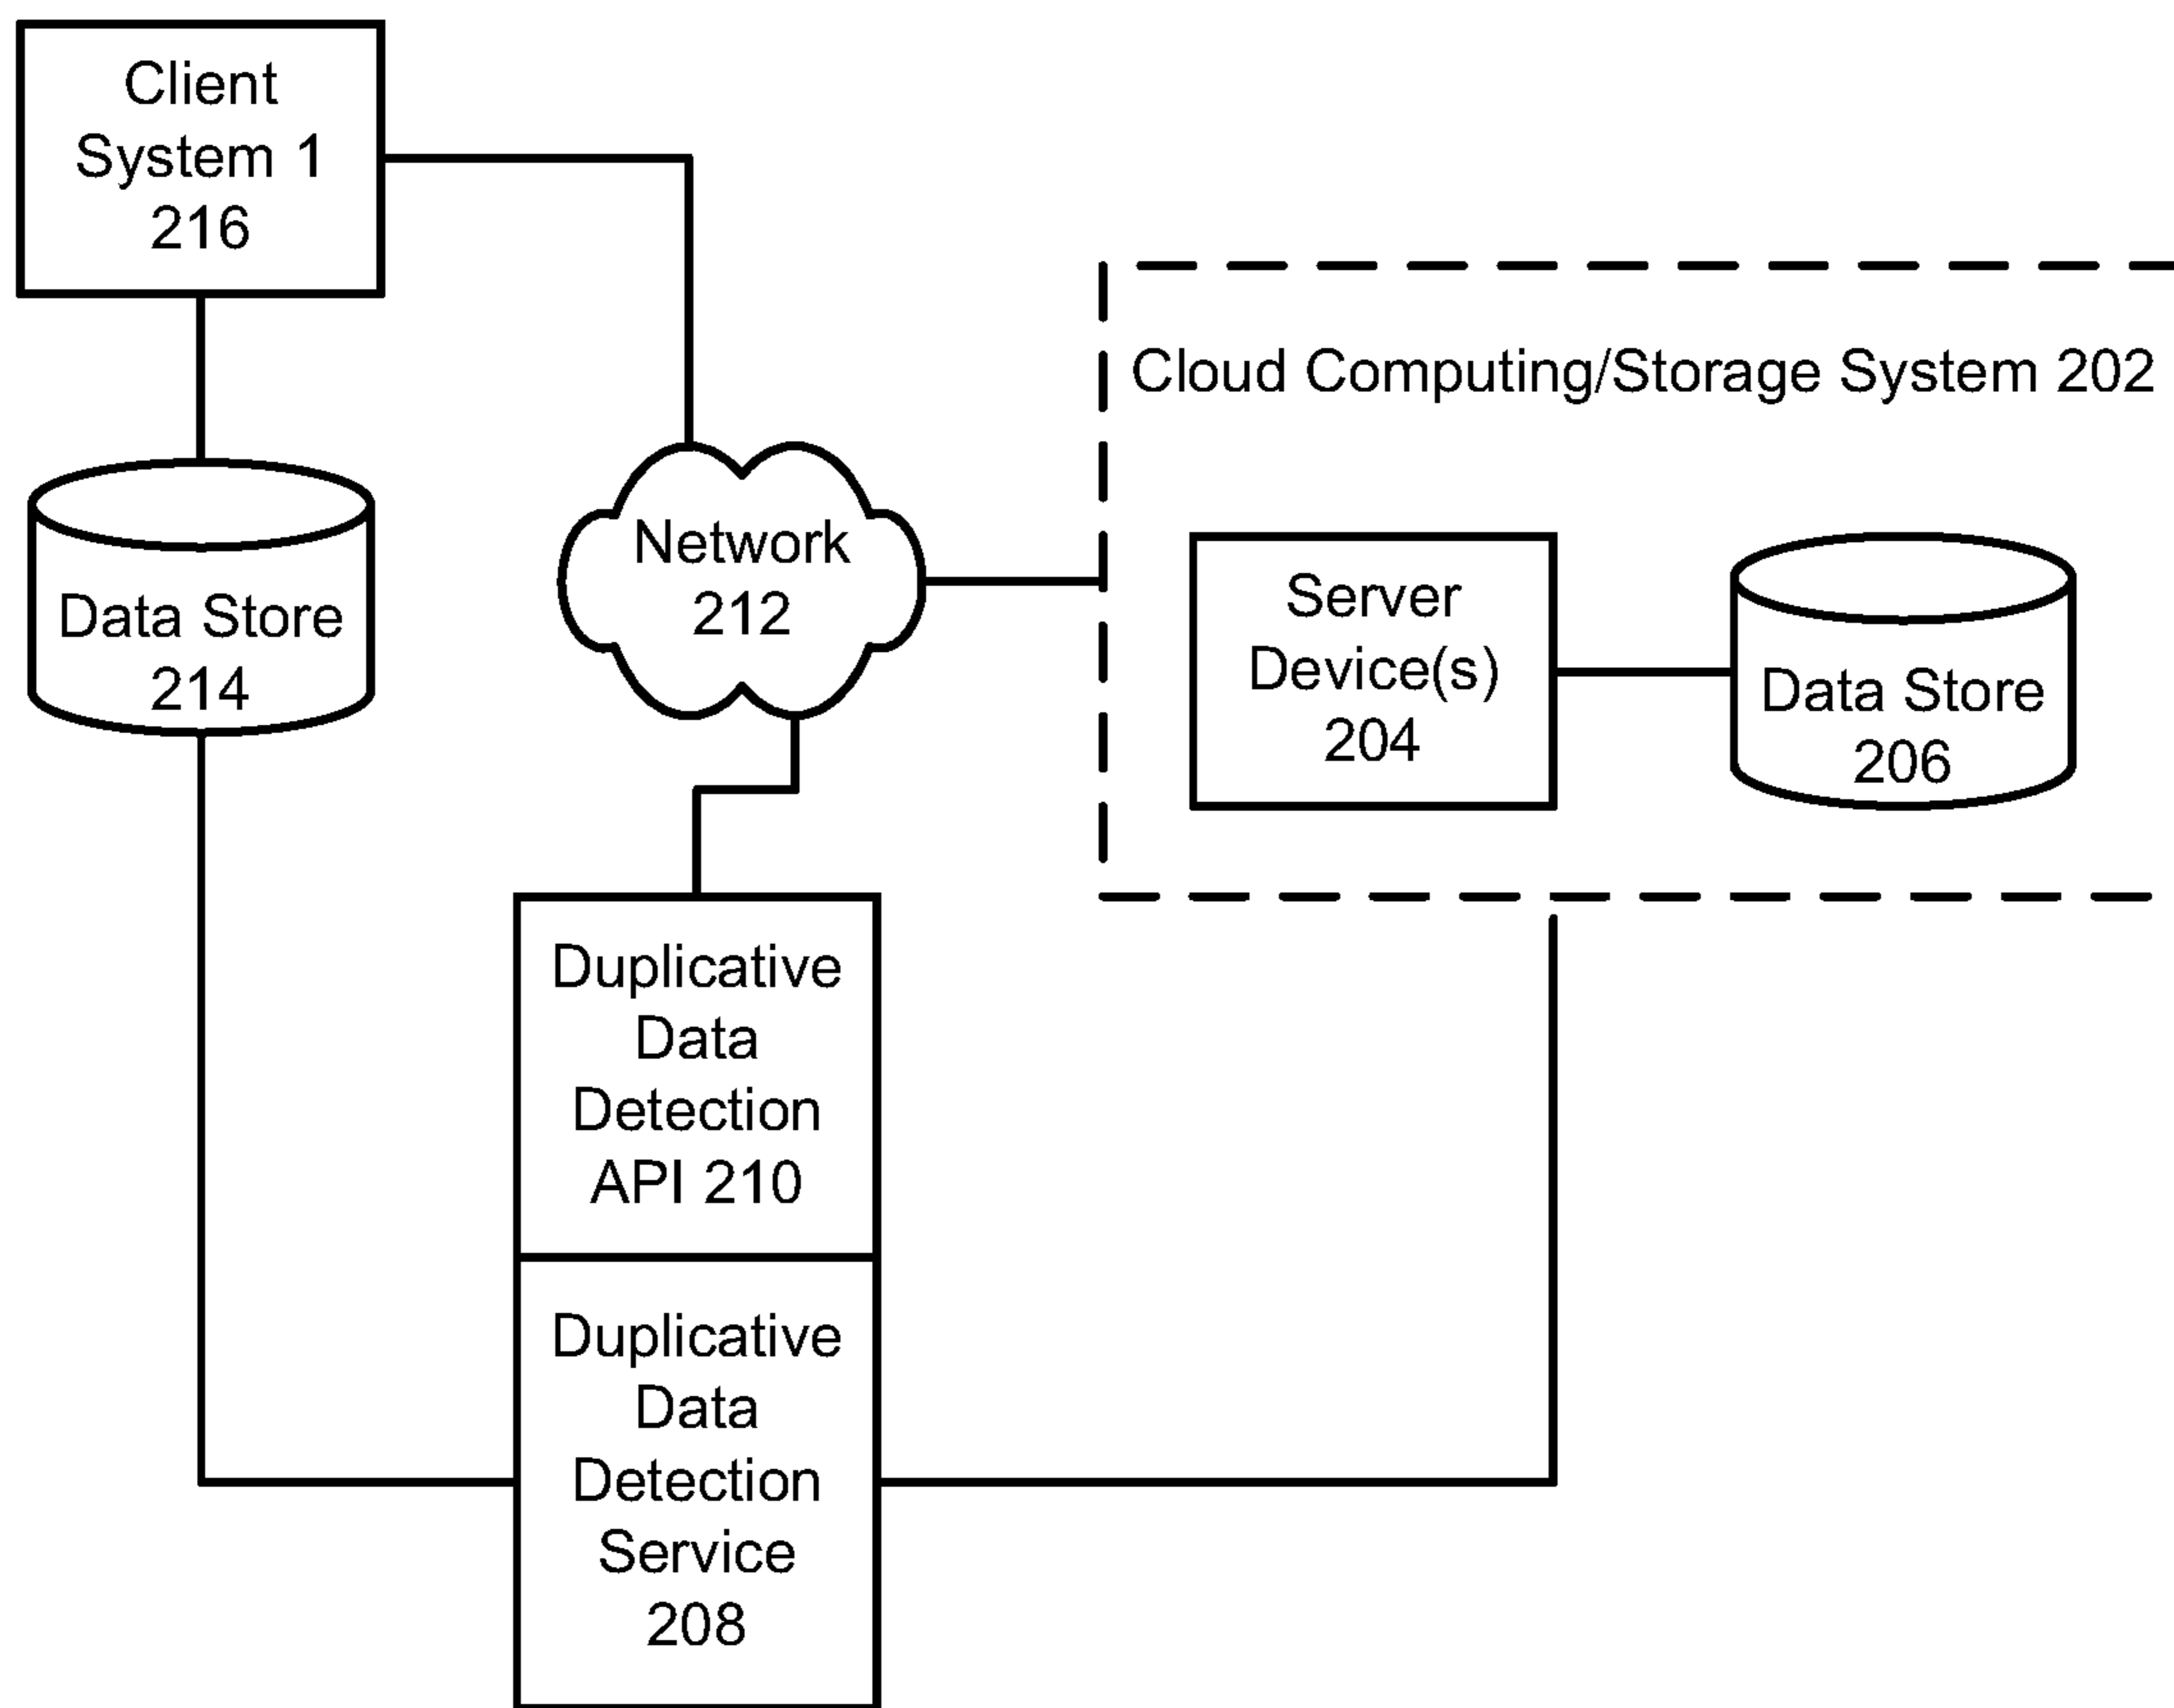 Client
System 1
216
Cloud Computing/Storage System 202
Network
212
Data Store
214
Server
Device(s)
204
Data Store
206
Duplicative
Data
Detection
API 210
Duplicative
Data
Detection
Service
208